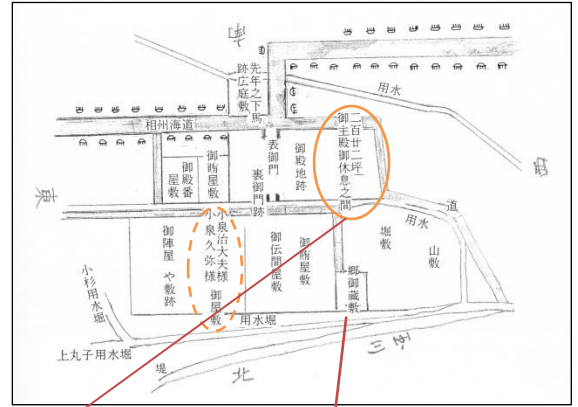 南
先年之下馬
跡広庭敷
用水
相州海道
西
二百廿二坪
御主殿御休息之間
御殿地跡
表御門
裏御門跡
御賄屋敷
御殿番
屋敷
東
道
用水
山敷
堀敷
郷御蔵敷
御賄屋敷
御伝間屋敷
小泉治大夫様
小泉久弥様
御屋敷
御陣屋や敷跡
小杉用水堀
用水堀
上丸子用水堀
堤
北
玉川